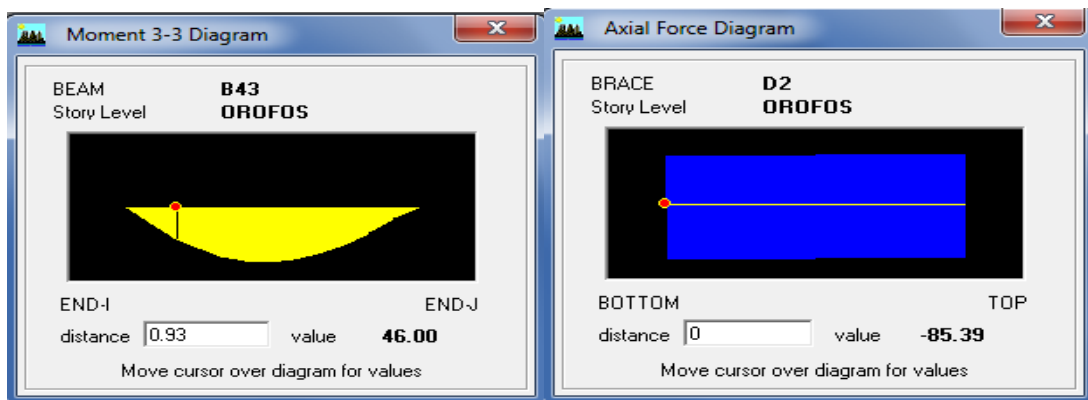 Moment 3-3 Diagram
BEAM B43
Story Level OROFOS
END-I END-J
distance 0.93 value 46.00
Move cursor over diagram for values
Axial Force Diagram
BRACE D2
Story Level OROFOS
BOTTOM TOP
distance 0 value -85.39
Move cursor over diagram for values